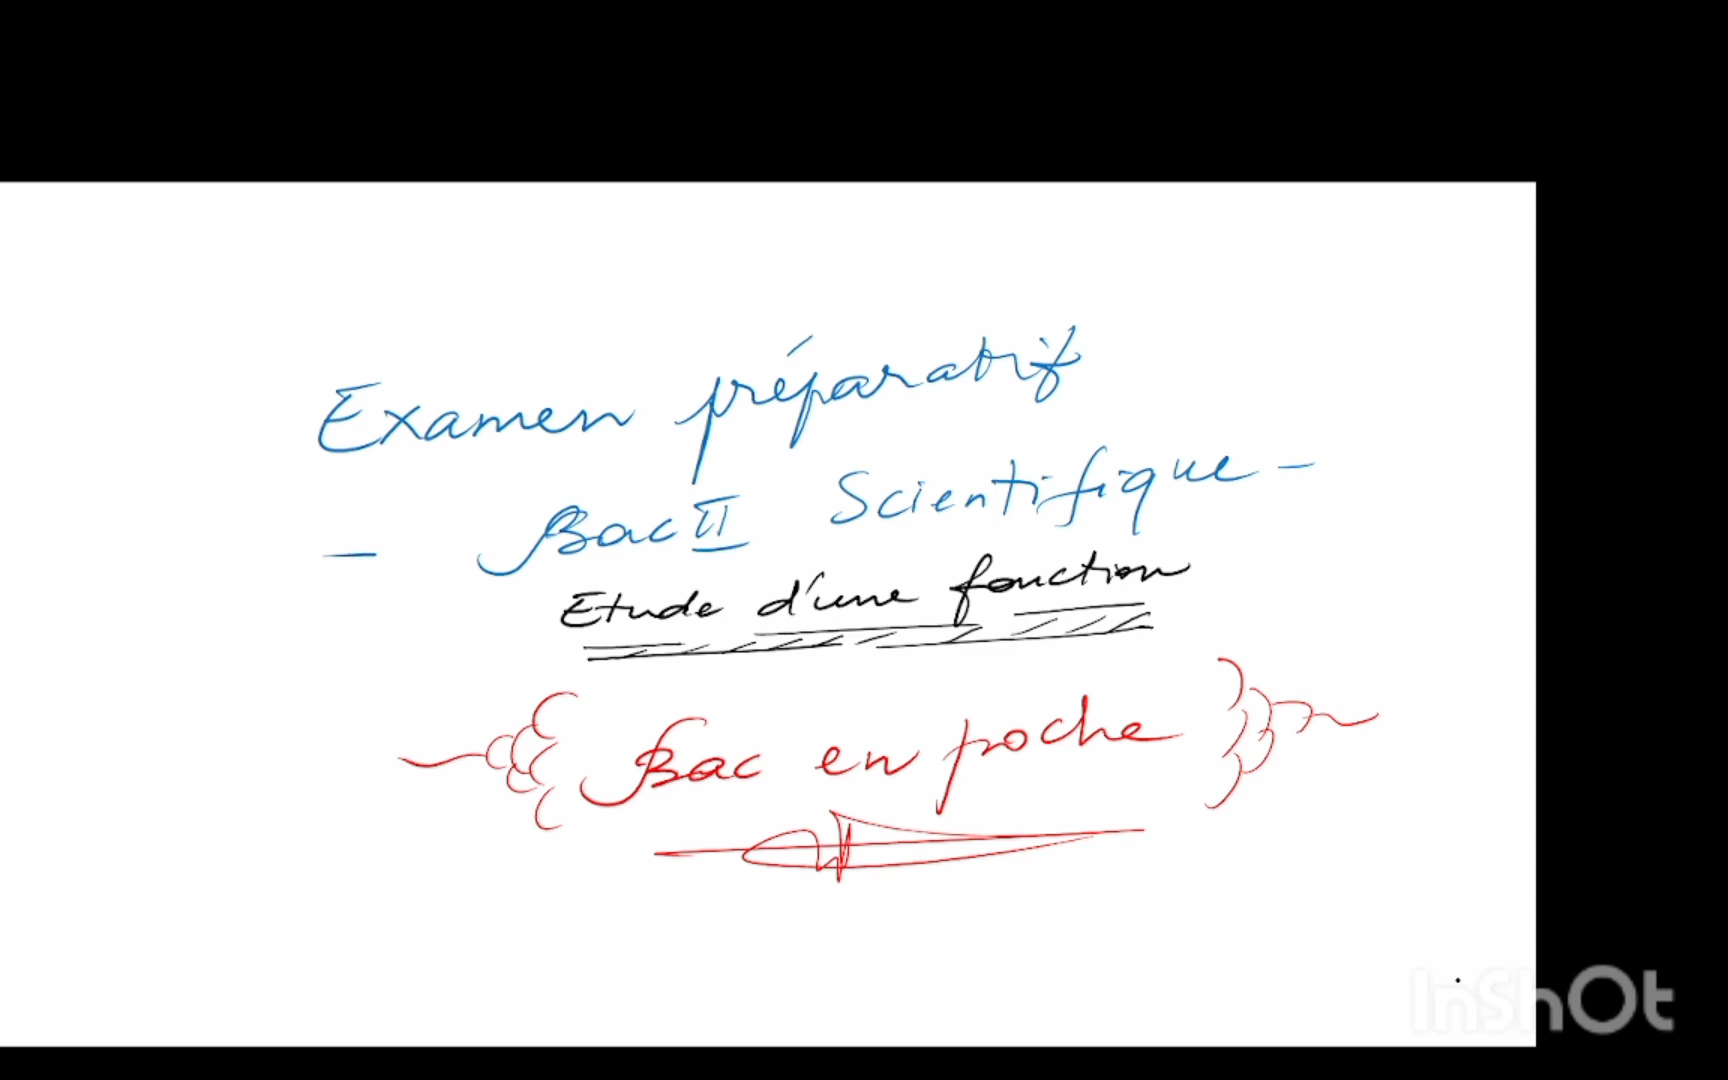 Examen préparatif
- Bac II Scientifique -
Etude d'une fonction
Bac en poche
InShOt